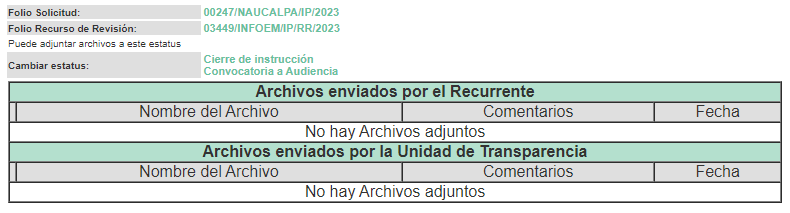 Folio Solicitud: 00247/NAUCALPA/IP/2023
Folio Recurso de Revisión: 03449/INFOEM/IP/RR/2023
Puede adjuntar archivos a este estatus
Cambiar estatus: Cierre de instrucción
Convocatoria a Audiencia
Archivos enviados por el Recurrente
Nombre del Archivo Comentarios Fecha
No hay Archivos adjuntos
Archivos enviados por la Unidad de Transparencia
Nombre del Archivo Comentarios Fecha
No hay Archivos adjuntos